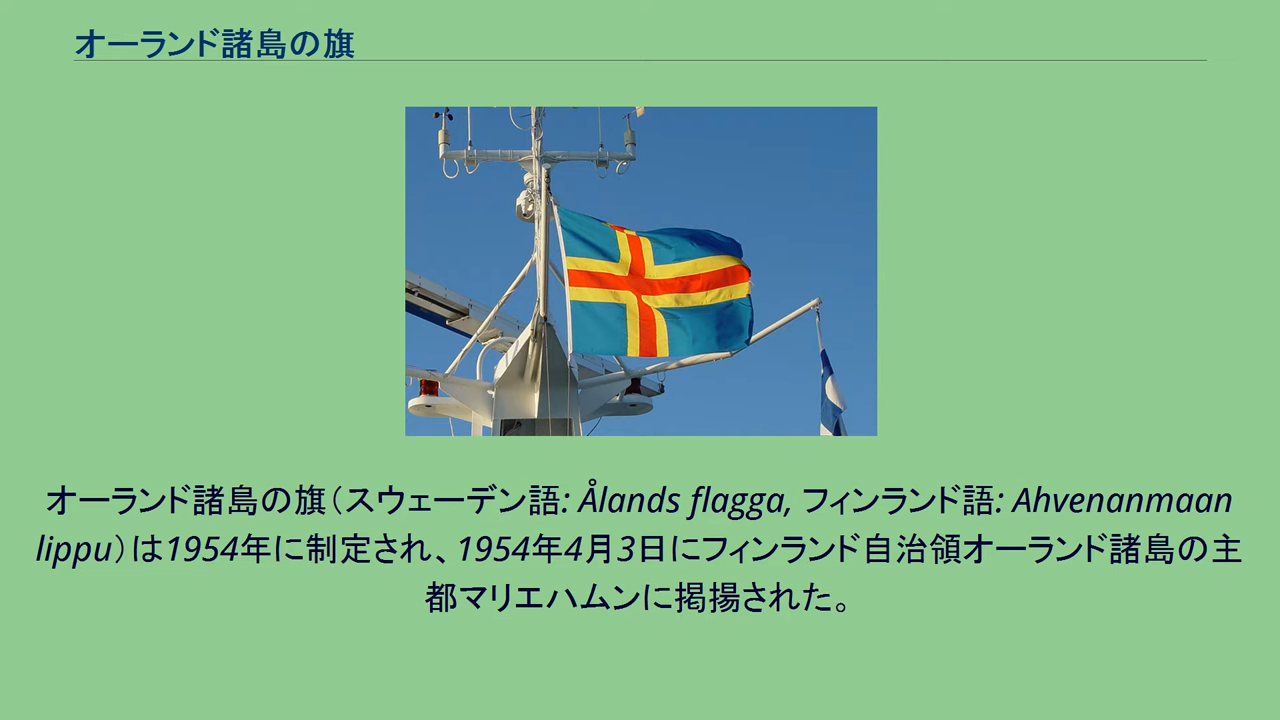 オーランド諸島の旗
オーランド諸島の旗（スウェーデン語: Ålands flagga, フィンランド語: Ahvenanmaan
lippu）は1954年に制定され、1954年4月3日にフィンランド自治領オーランド諸島の主
都マリエハムンに掲揚された。